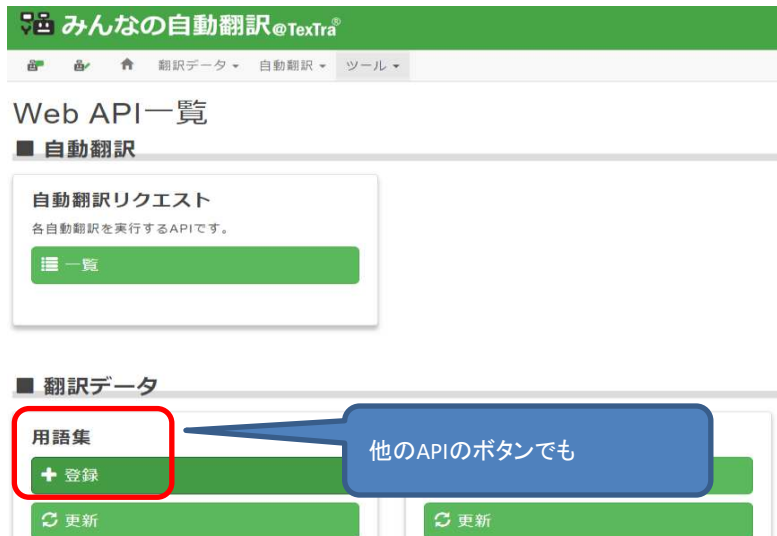 みんなの自動翻訳@TexTra®
翻訳データ 自動翻訳 ツール
Web API一覧
■ 自動翻訳
自動翻訳リクエスト
各自動翻訳を実行するAPIです。
一覧
■ 翻訳データ
用語集
他のAPIのボタンでも
登録
更新
更新